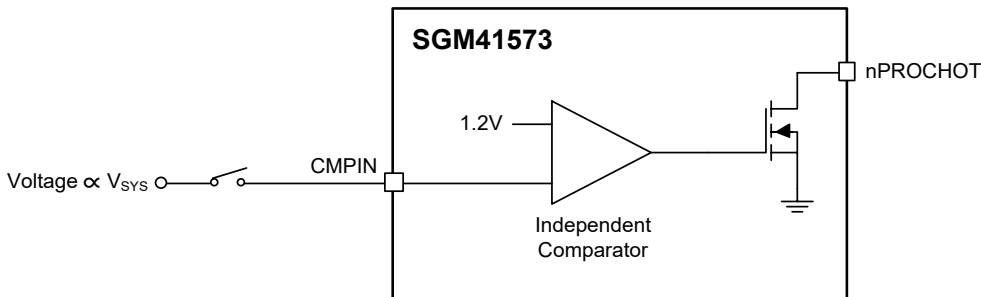 SGM41573
nPROCHOT
1.2V
CMPIN
Voltage ∝ VSYS
Independent
Comparator